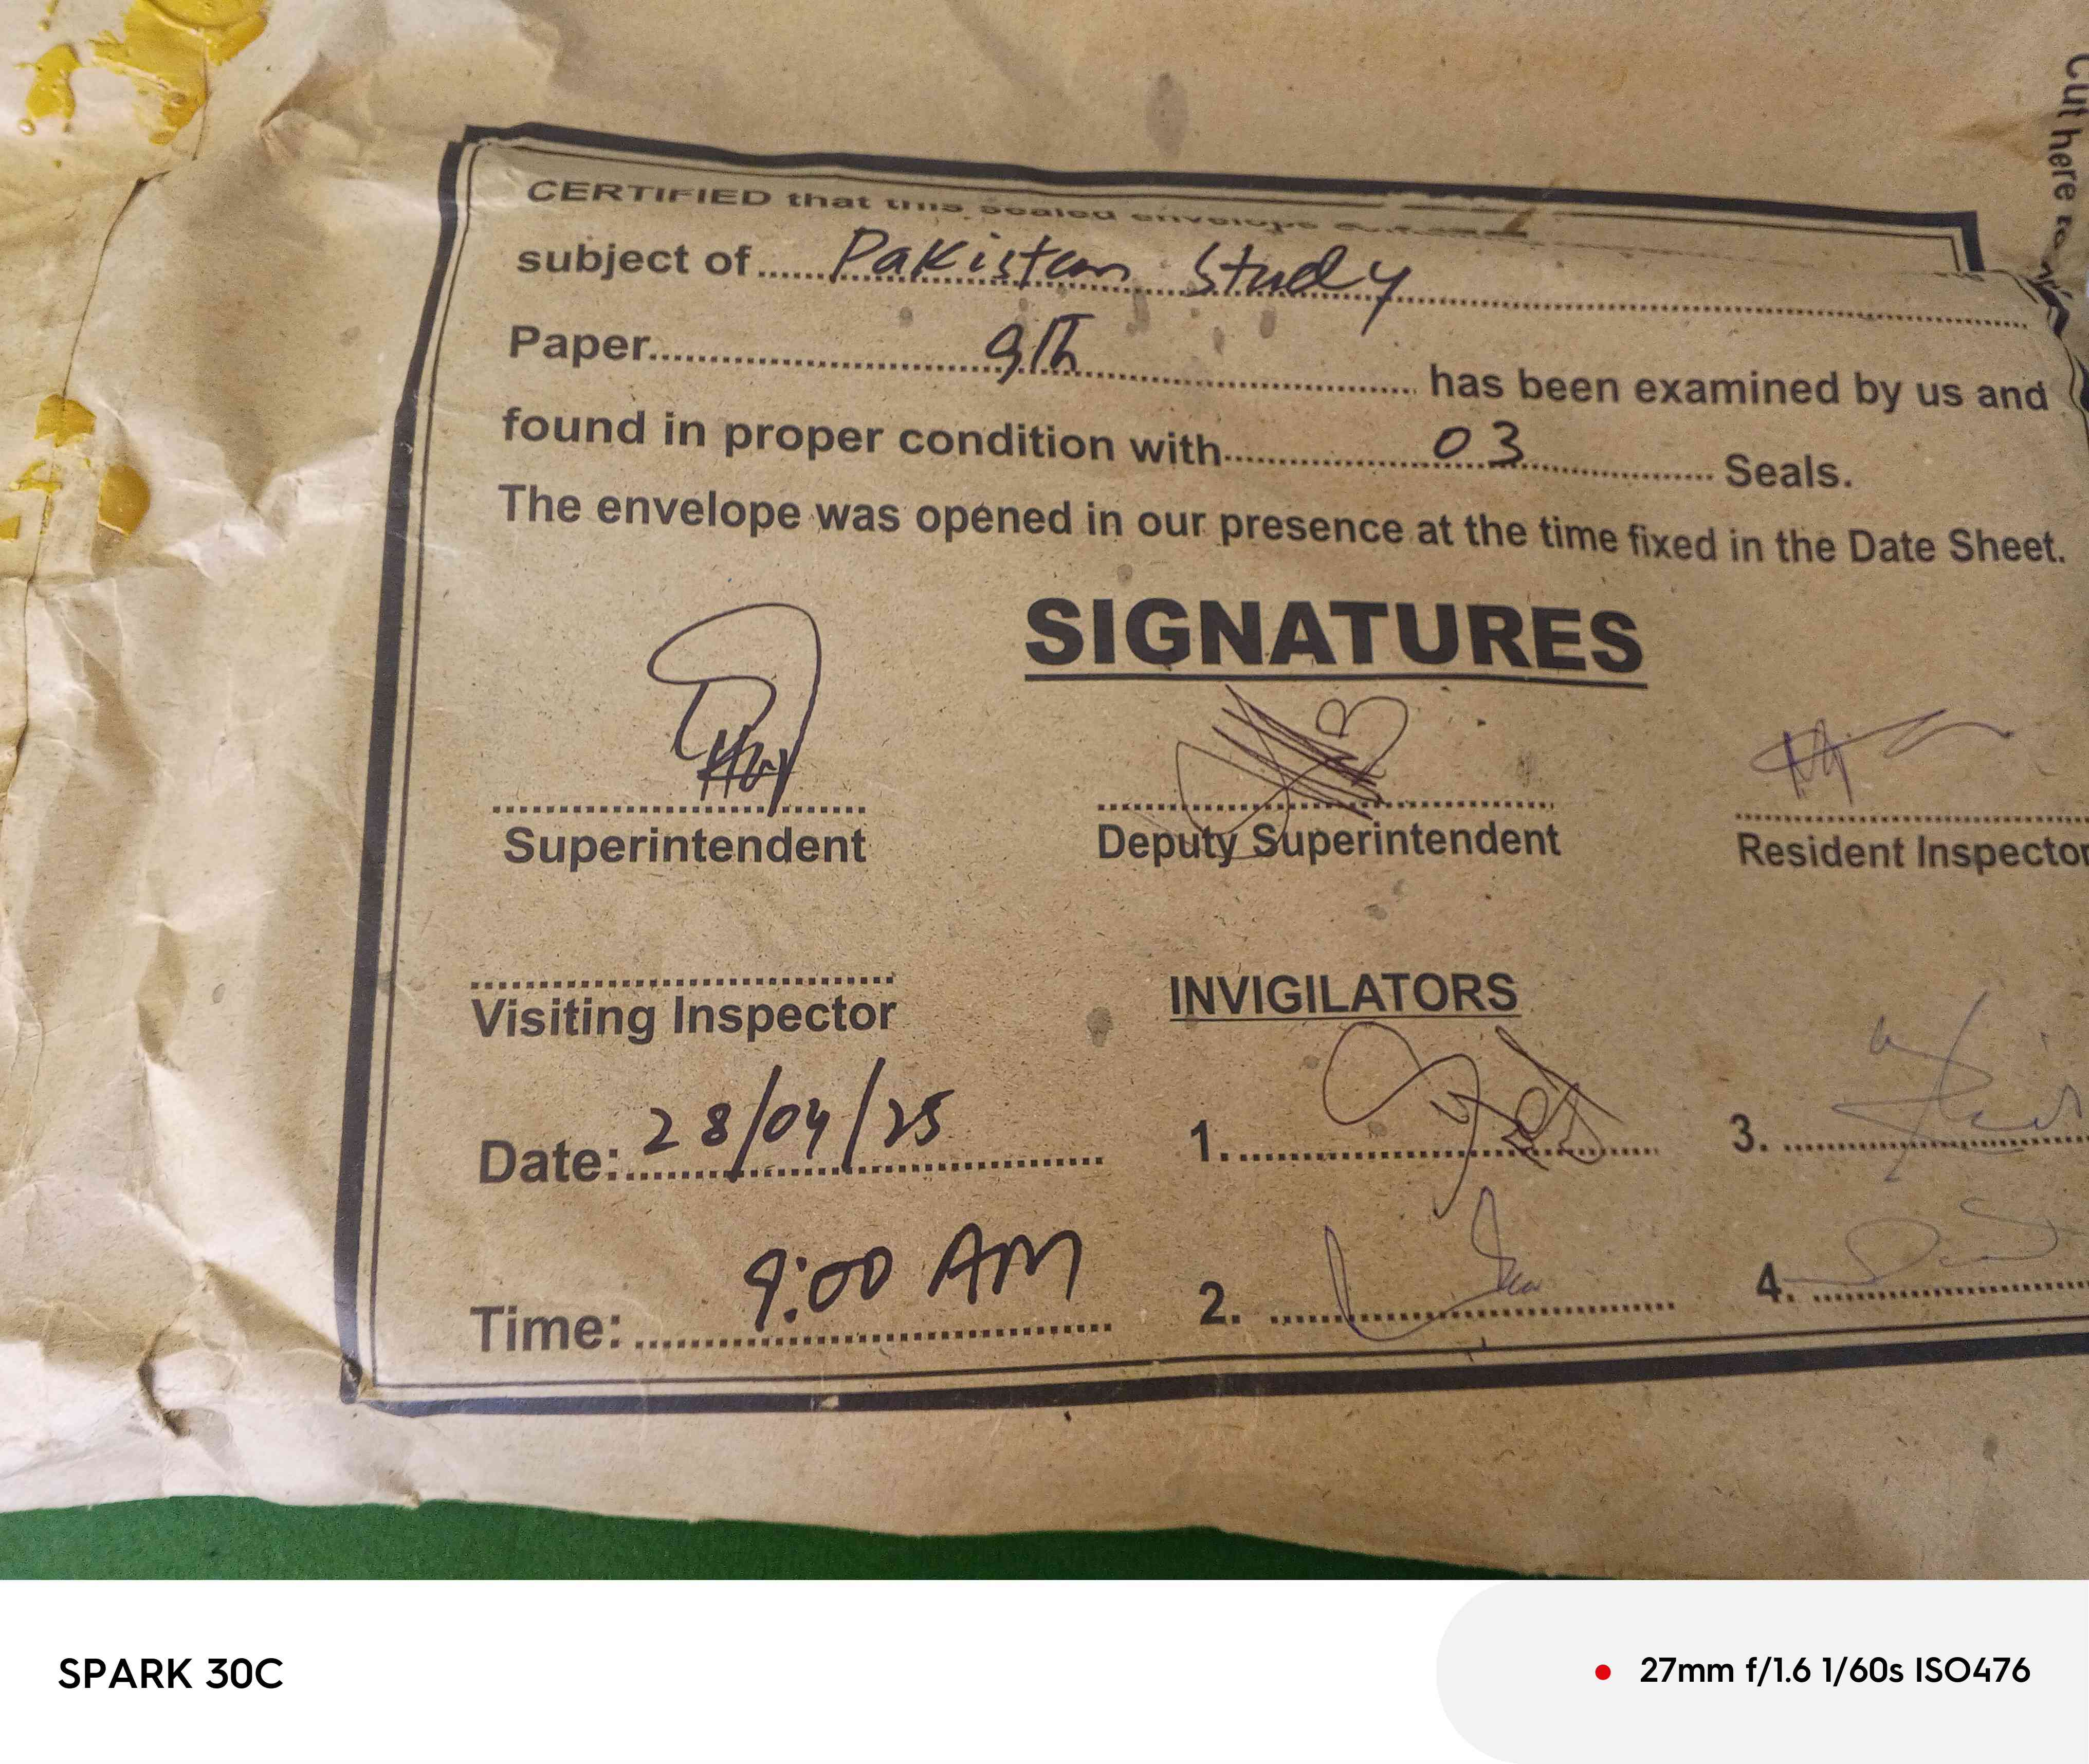 Cut here to
CERTIFIED that this sealed envelope
subject of Pakistan Study
Paper 9th has been examined by us and
found in proper condition with 03 Seals.
The envelope was opened in our presence at the time fixed in the Date Sheet.
SIGNATURES
Superintendent Deputy Superintendent Resident Inspector
Visiting Inspector INVIGILATORS
Date: 28/04/25 1. 3.
Time: 9:00 AM 2. 4.
SPARK 30C 27mm f/1.6 1/60s ISO476